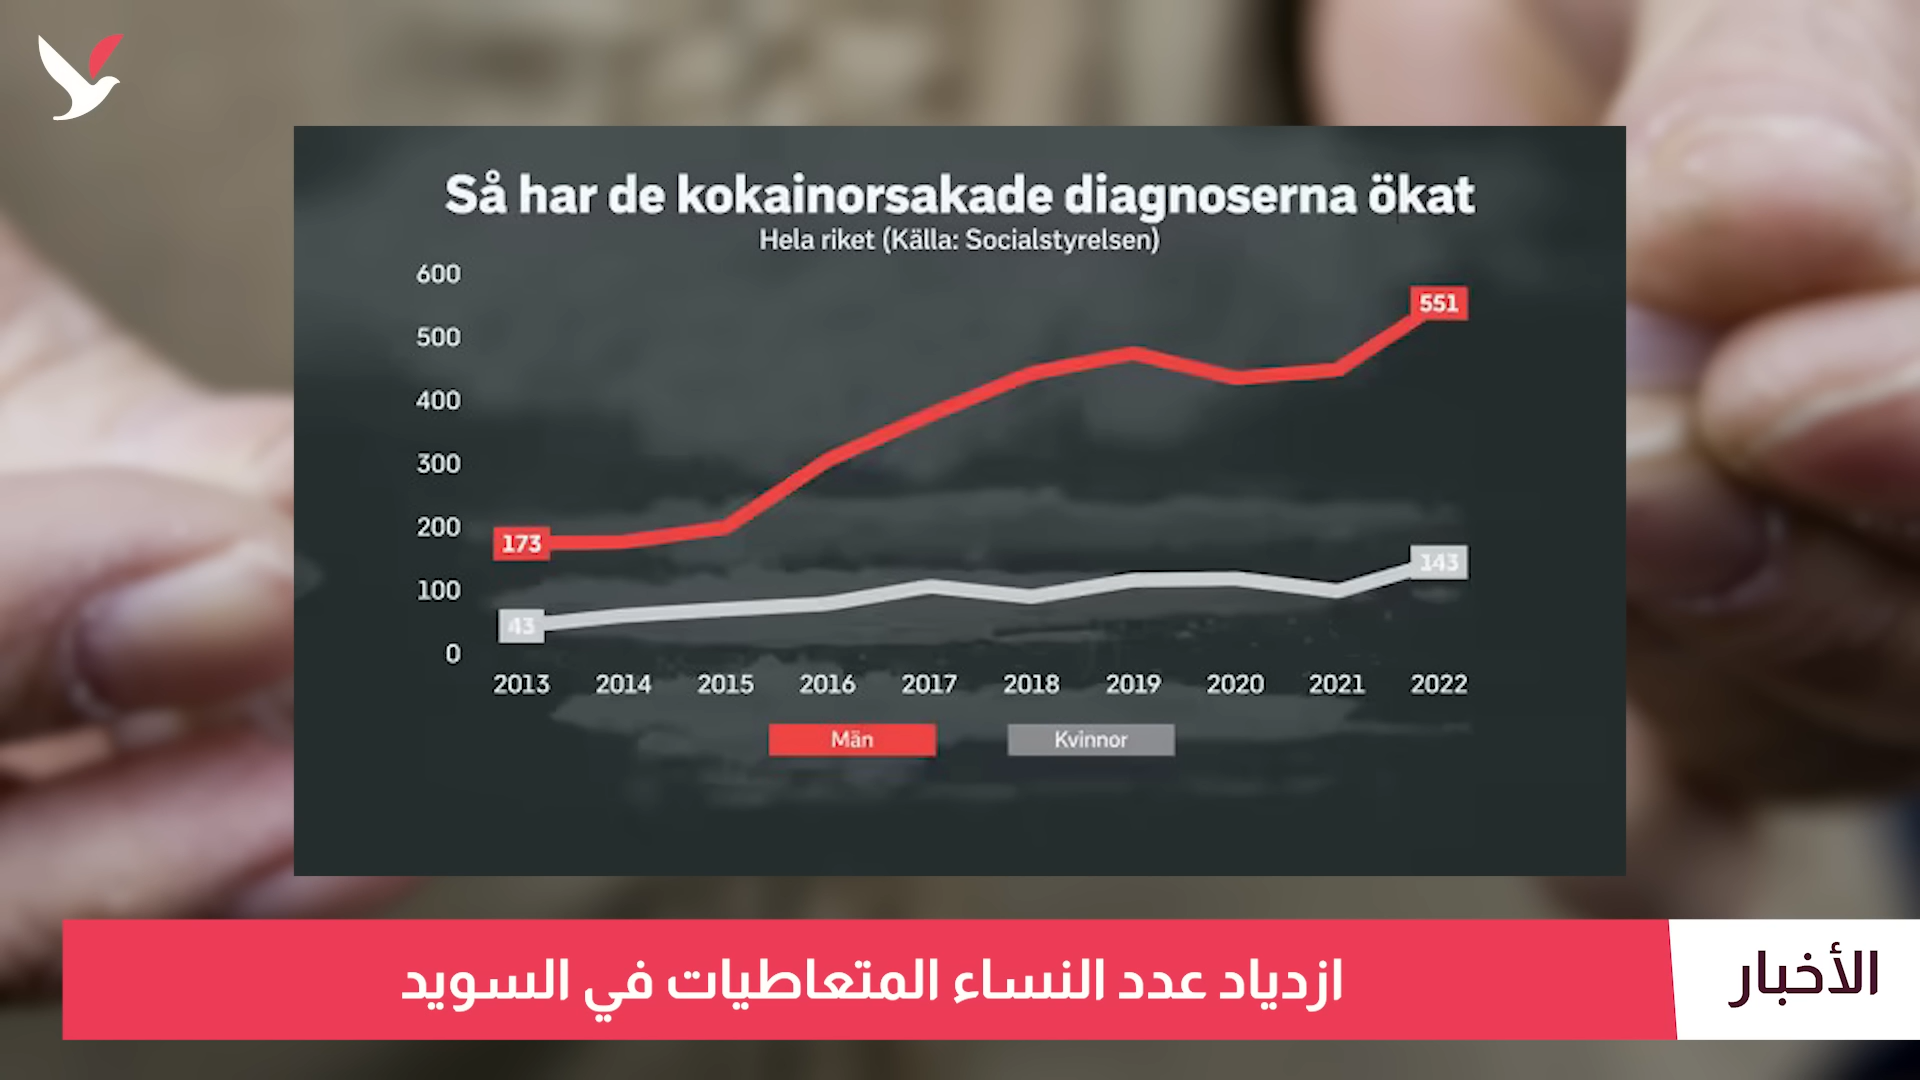 Så har de kokainorsakade diagnoserna ökat
Hela riket (Källa: Socialstyrelsen)
600
500
400
300
200
100
0
551
173
143
43
2013 2014 2015 2016 2017 2018 2019 2020 2021 2022
Män Kvinnor
الأخبار
ازدياد عدد النساء المتعاطيات في السويد